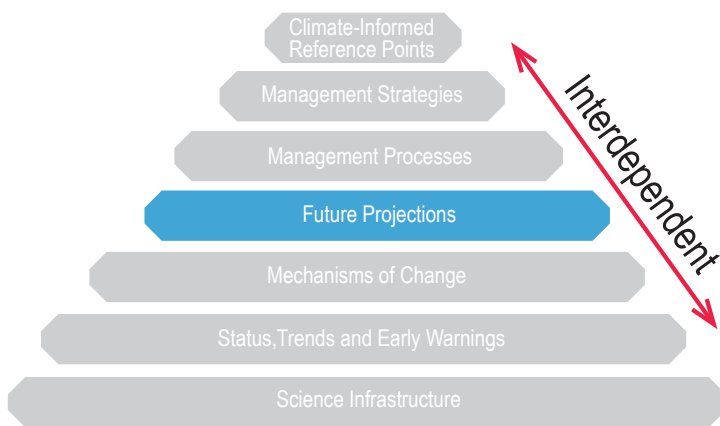 Climate-Informed
Reference Points
Management Strategies
Management Processes
Future Projections
Mechanisms of Change
Status,Trends and Early Warnings
Science Infrastructure
Interdependent